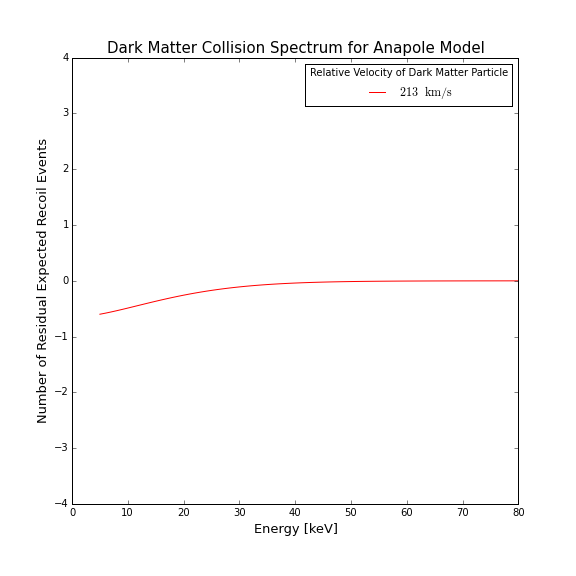 Dark Matter Collision Spectrum for Anapole Model
Relative Velocity of Dark Matter Particle
213 km/s
Number of Residual Expected Recoil Events
4
3
2
1
0
−1
−2
−3
−4
0 10 20 30 40 50 60 70 80
Energy [keV]